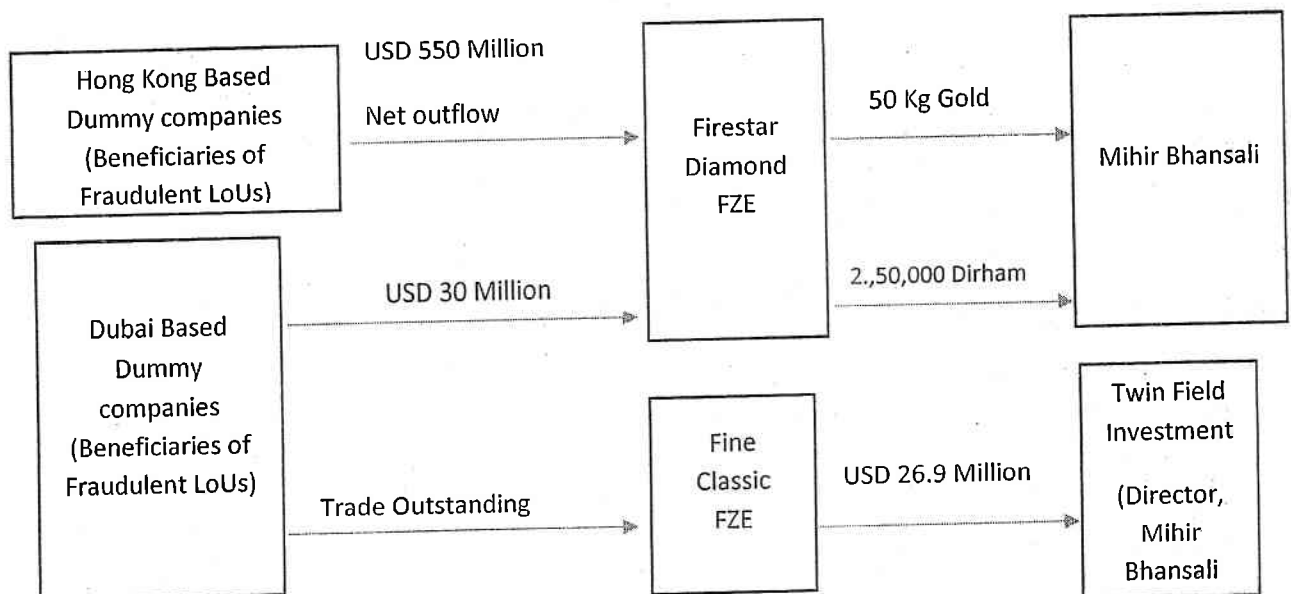 Hong Kong Based
Dummy companies
(Beneficiaries of
Fraudulent LoUs)
USD 550 Million
Net outflow
Firestar
Diamond
FZE
50 Kg Gold
2.,50,000 Dirham
Mihir Bhansali
Dubai Based
Dummy
companies
(Beneficiaries of
Fraudulent LoUs)
USD 30 Million
Trade Outstanding
Fine
Classic
FZE
USD 26.9 Million
Twin Field
Investment
(Director,
Mihir
Bhansali